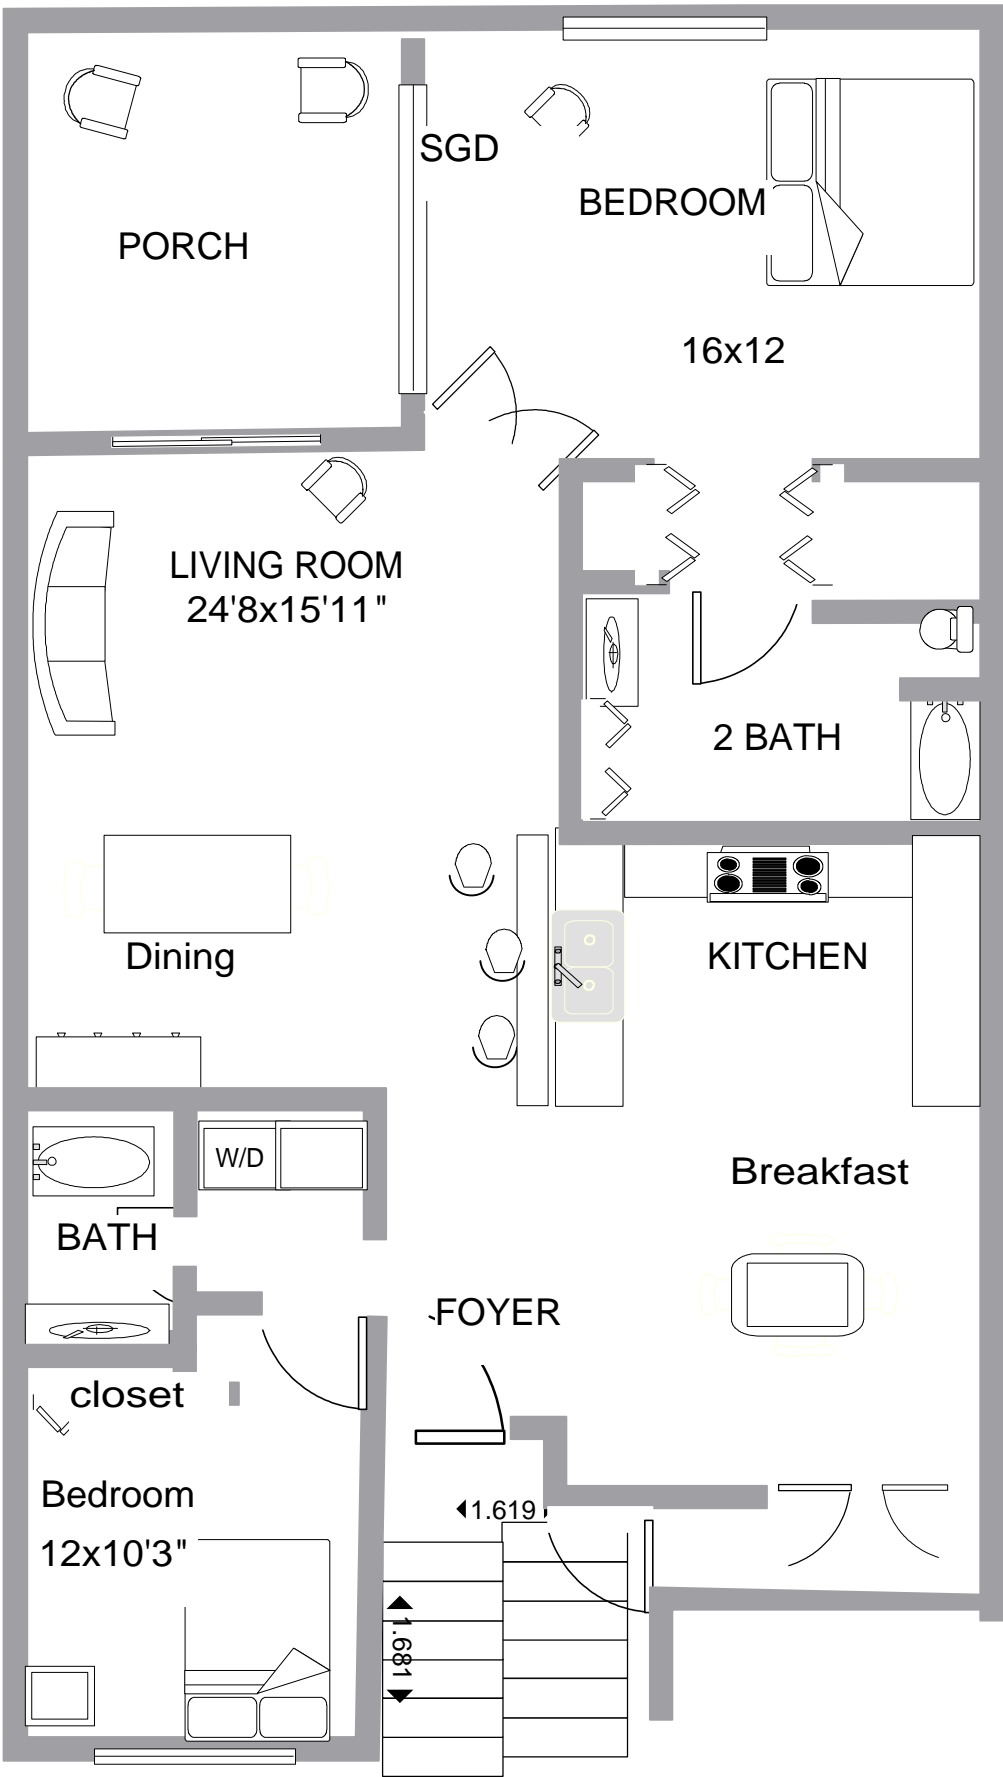 SGD
BEDROOM
PORCH
16x12
LIVING ROOM
24'8x15'11"
2 BATH
Dining
KITCHEN
W/D
Breakfast
BATH
FOYER
closet
Bedroom
12x10'3"
1.619
1.681